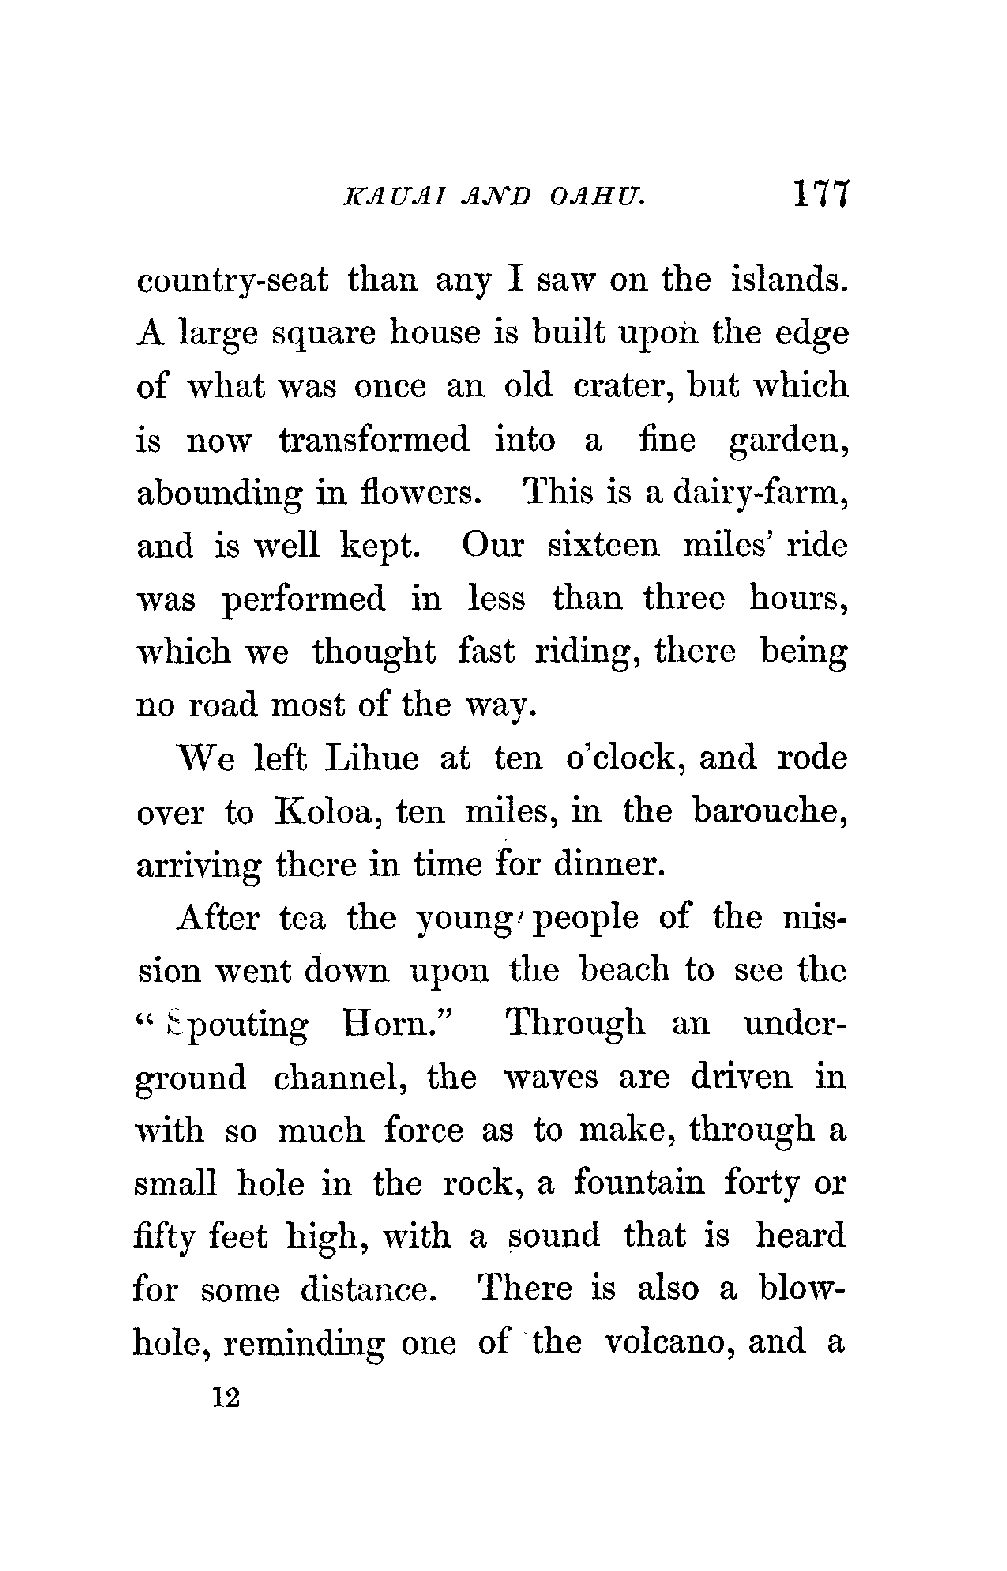 KAUAI AND OAHU. 177
country-seat than any I saw on the islands.
A large square house is built upon the edge
of what was once an old crater, but which
is now transformed into a fine garden,
abounding in flowers. This is a dairy-farm,
and is well kept. Our sixteen miles' ride
was performed in less than three hours,
which we thought fast riding, there being
no road most of the way.
We left Lihue at ten o'clock, and rode
over to Koloa, ten miles, in the barouche,
arriving there in time for dinner.
After tea the young people of the mis-
sion went down upon the beach to see the
“Spouting Horn.” Through an under-
ground channel, the waves are driven in
with so much force as to make, through a
small hole in the rock, a fountain forty or
fifty feet high, with a sound that is heard
for some distance. There is also a blow-
hole, reminding one of the volcano, and a
12